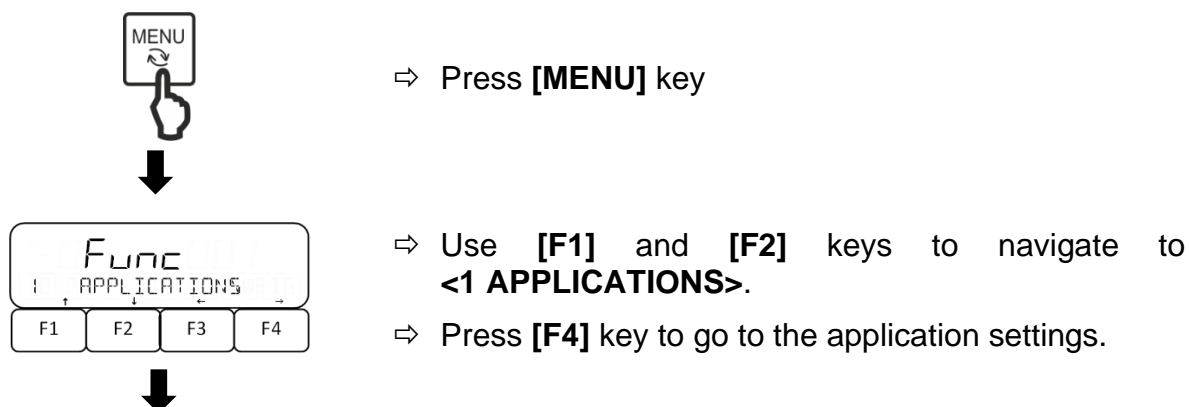 MENU
⇨ Press [MENU] key
Func
1 APPLICATIONS
↑ ↓ ← →
F1 F2 F3 F4
⇨ Use [F1] and [F2] keys to navigate to
<1 APPLICATIONS>.
⇨ Press [F4] key to go to the application settings.